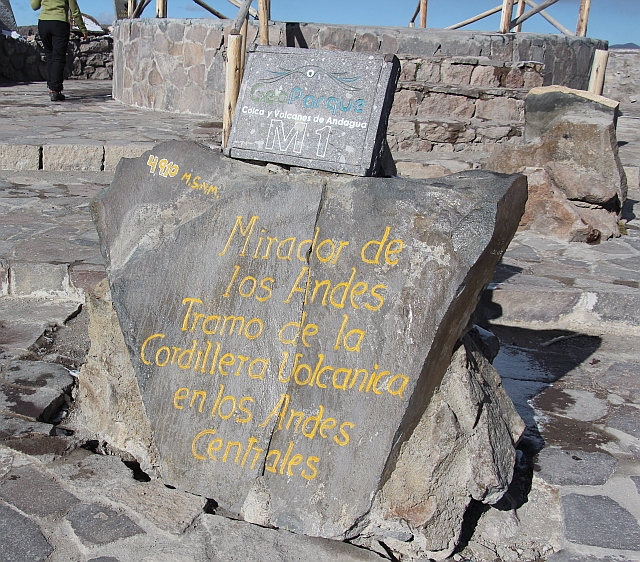 GeoParque
Colca y Volcanes de Andagua
M 1
4910 M.S.N.M.
Mirador de
los Andes
Tramo de la
Cordillera Volcanica
en los Andes
Centrales